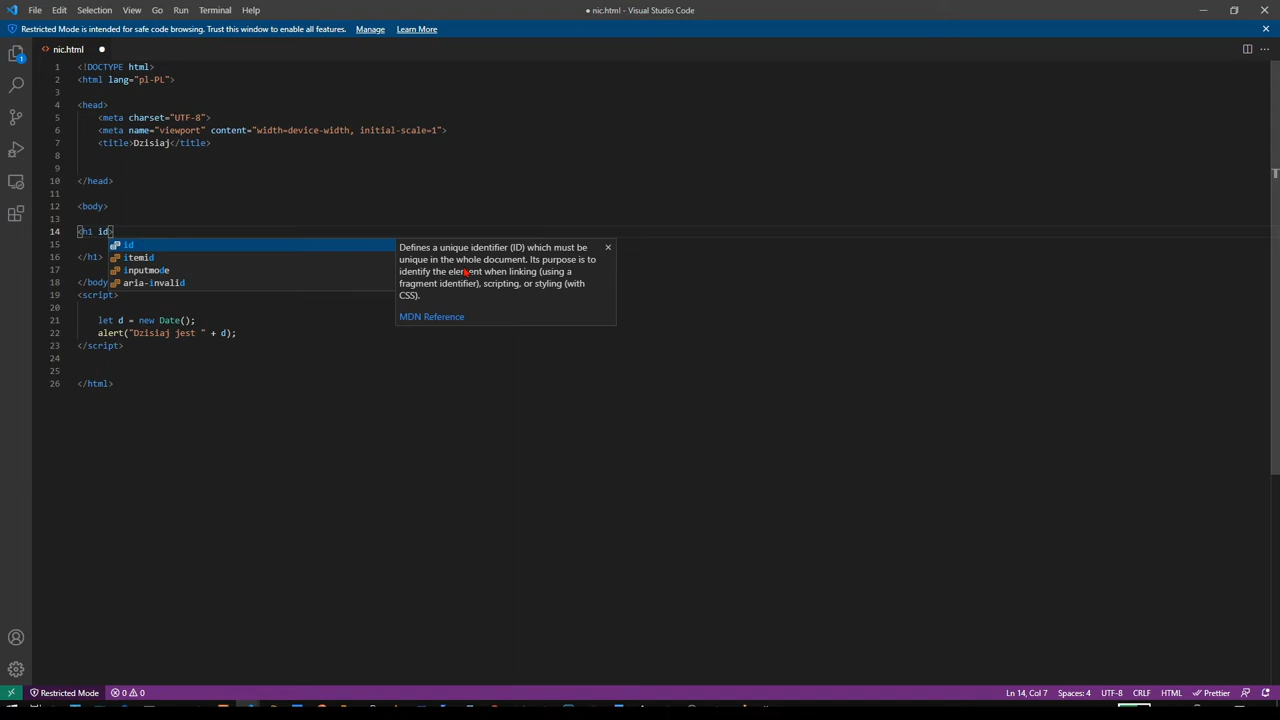 File Edit Selection View Go Run Terminal Help ● nic.html - Visual Studio Code
Restricted Mode is intended for safe code browsing. Trust this window to enable all features. Manage Learn More
<> nic.html ●
1 <!DOCTYPE html>
2 <html lang="pl-PL">
3
4 <head>
5 <meta charset="UTF-8">
6 <meta name="viewport" content="width=device-width, initial-scale=1">
7 <title>Dzisiaj</title>
8
9
10 </head>
11
12 <body>
13
14 <h1 id>
15 id
16 </h1> itemid
17 inputmode
18 </body aria-invalid
Defines a unique identifier (ID) which must be
unique in the whole document. Its purpose is to
identify the element when linking (using a
fragment identifier), scripting, or styling (with
CSS).
MDN Reference
19 <script>
20
21 let d = new Date();
22 alert("Dzisiaj jest " + d);
23 </script>
24
25
26 </html>
Restricted Mode 0 0 Ln 14, Col 7 Spaces: 4 UTF-8 CRLF HTML Prettier